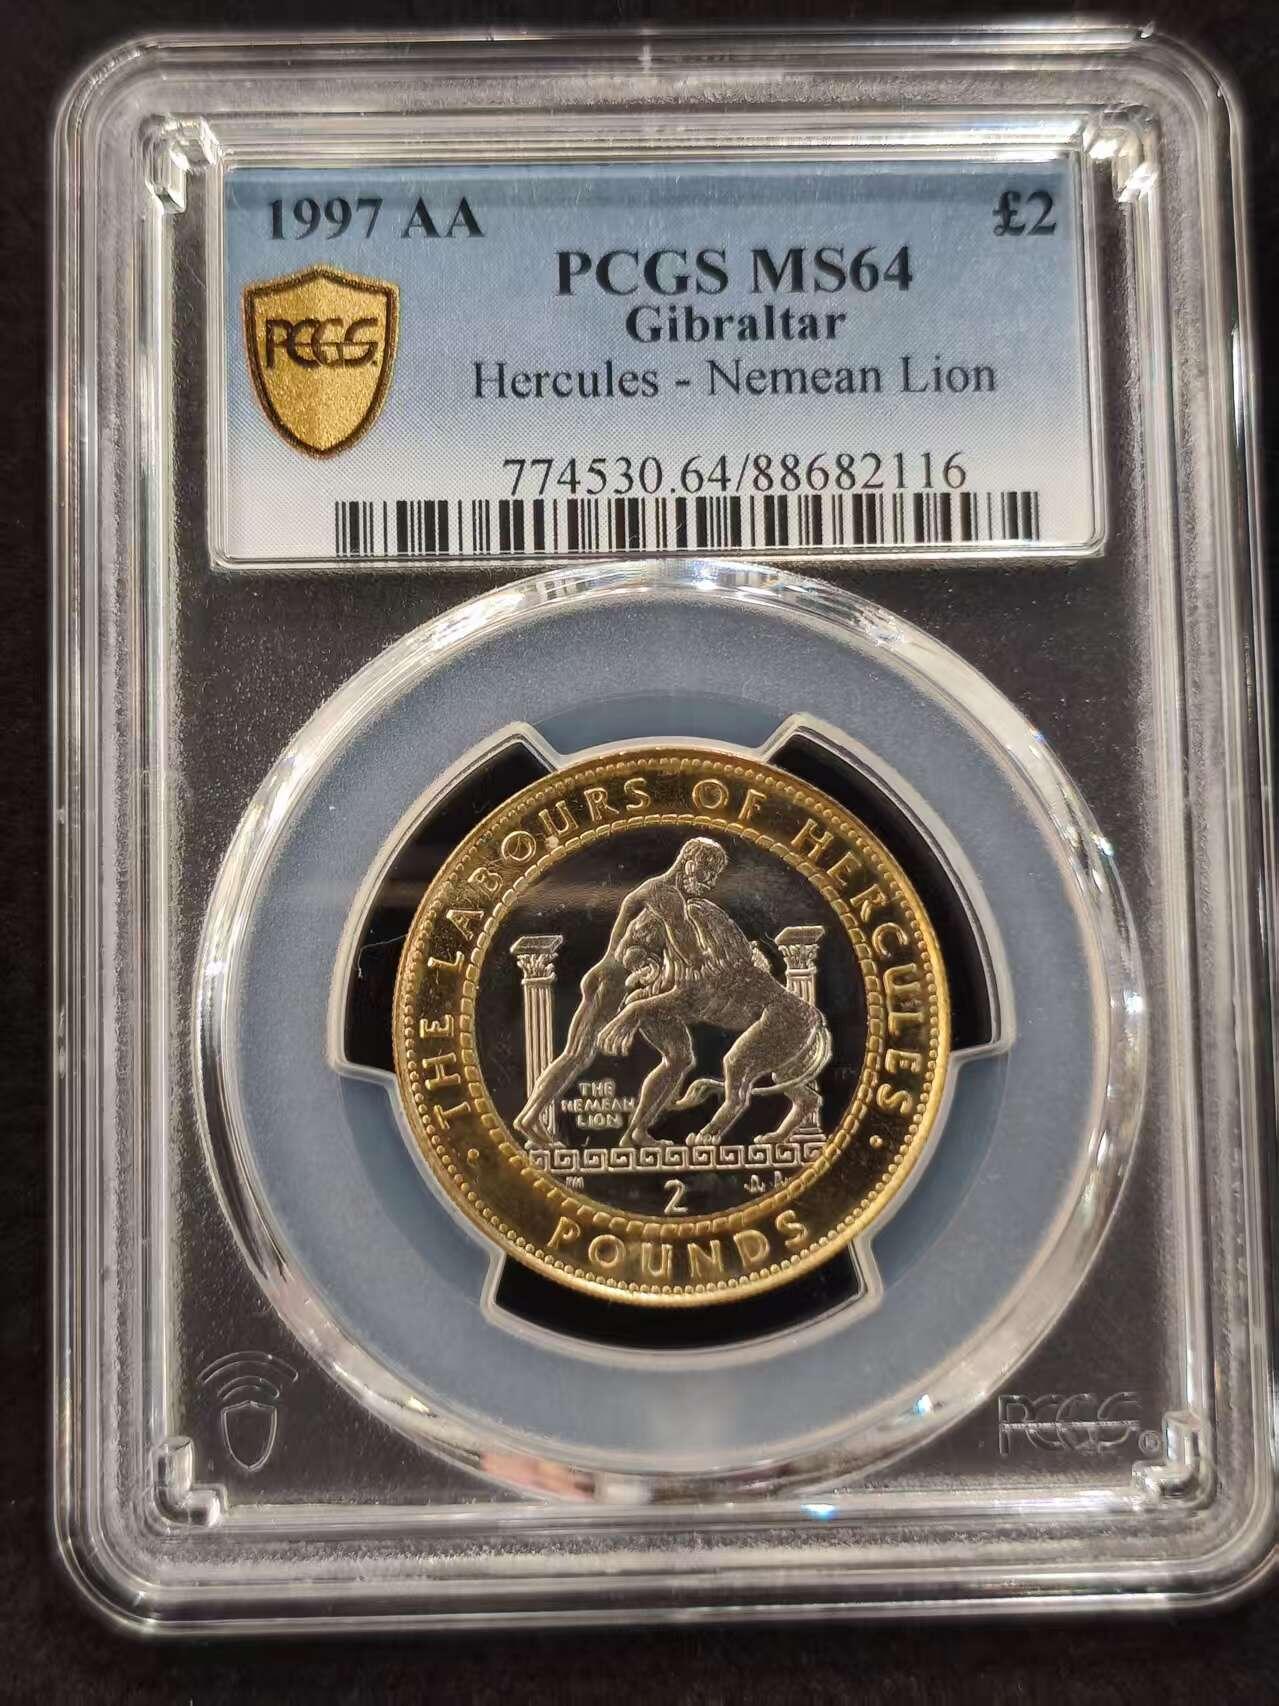 1997 AA £2
PCGS MS64
Gibraltar
Hercules - Nemean Lion
PCGS
774530.64/88682116
THE LABOURS OF HERCULES
THE
NEMEAN
LION
2
POUNDS
PCGS